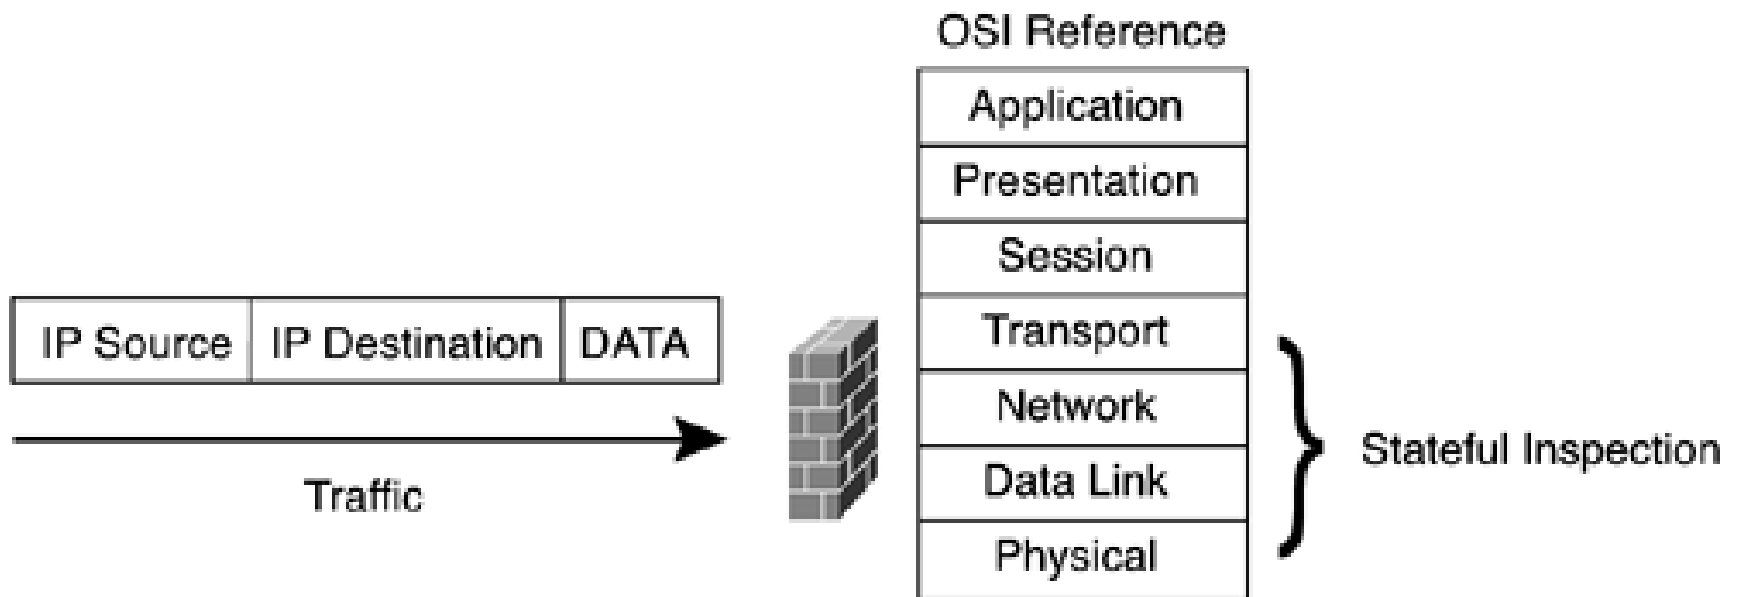 OSI Reference
Application
Presentation
Session
Transport
Network
Data Link
Physical
IP Source
IP Destination
DATA
Traffic
Stateful Inspection